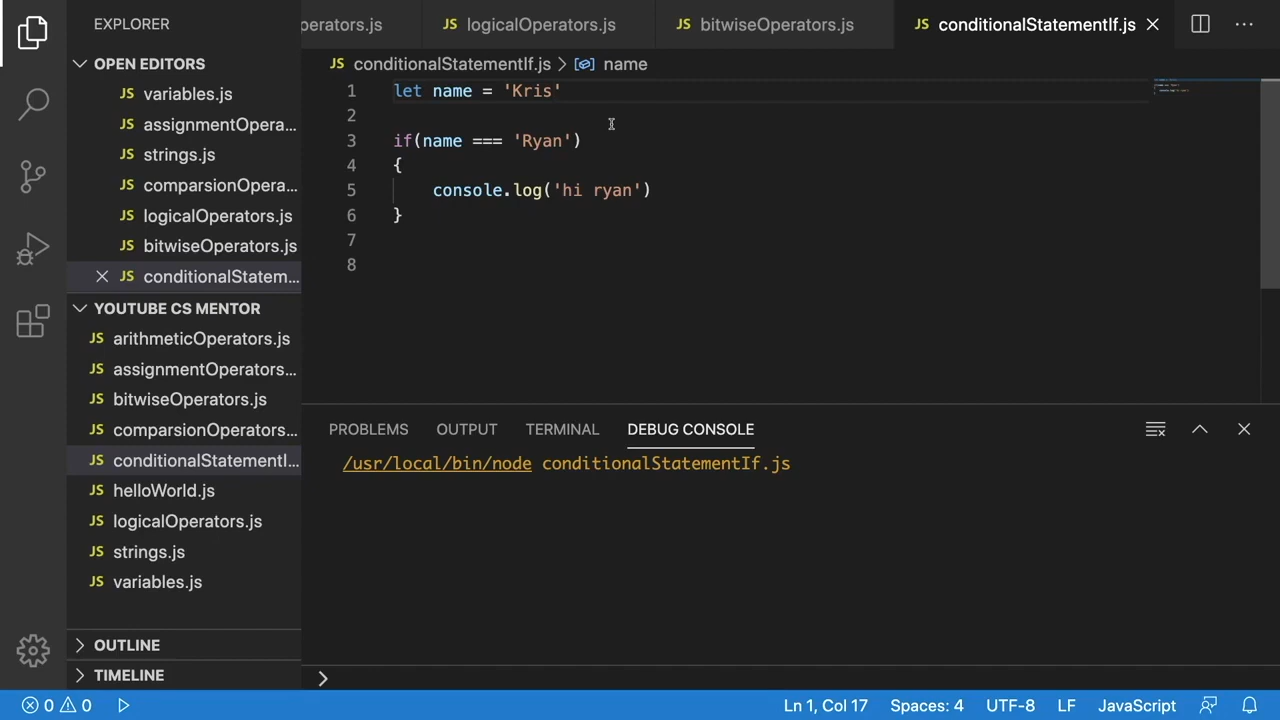 EXPLORER
OPEN EDITORS
JS variables.js
JS assignmentOpera...
JS strings.js
JS comparsionOpera...
JS logicalOperators.js
JS bitwiseOperators.js
JS conditionalStatem...
YOUTUBE CS MENTOR
JS arithmeticOperators.js
JS assignmentOperators...
JS bitwiseOperators.js
JS comparsionOperators...
JS conditionalStatementI...
JS helloWorld.js
JS logicalOperators.js
JS strings.js
JS variables.js
OUTLINE
TIMELINE
perators.js JS logicalOperators.js JS bitwiseOperators.js JS conditionalStatementIf.js
JS conditionalStatementIf.js > name
1 let name = 'Kris'
2
3 if(name === 'Ryan')
4 {
5 console.log('hi ryan')
6 }
7
8
PROBLEMS OUTPUT TERMINAL DEBUG CONSOLE
/usr/local/bin/node conditionalStatementIf.js
0 0 Ln 1, Col 17 Spaces: 4 UTF-8 LF JavaScript